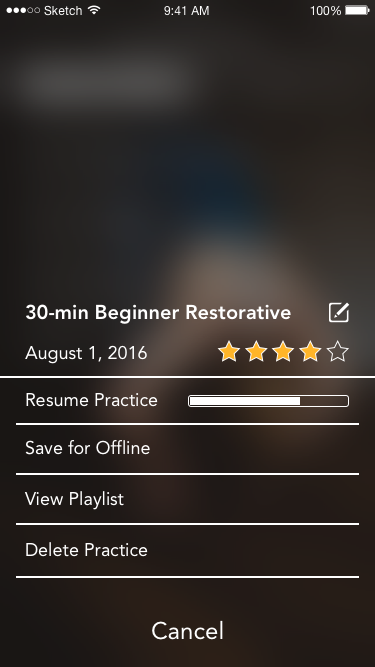 Sketch 9:41 AM 100%
30-min Beginner Restorative
August 1, 2016
Resume Practice
Save for Offline
View Playlist
Delete Practice
Cancel